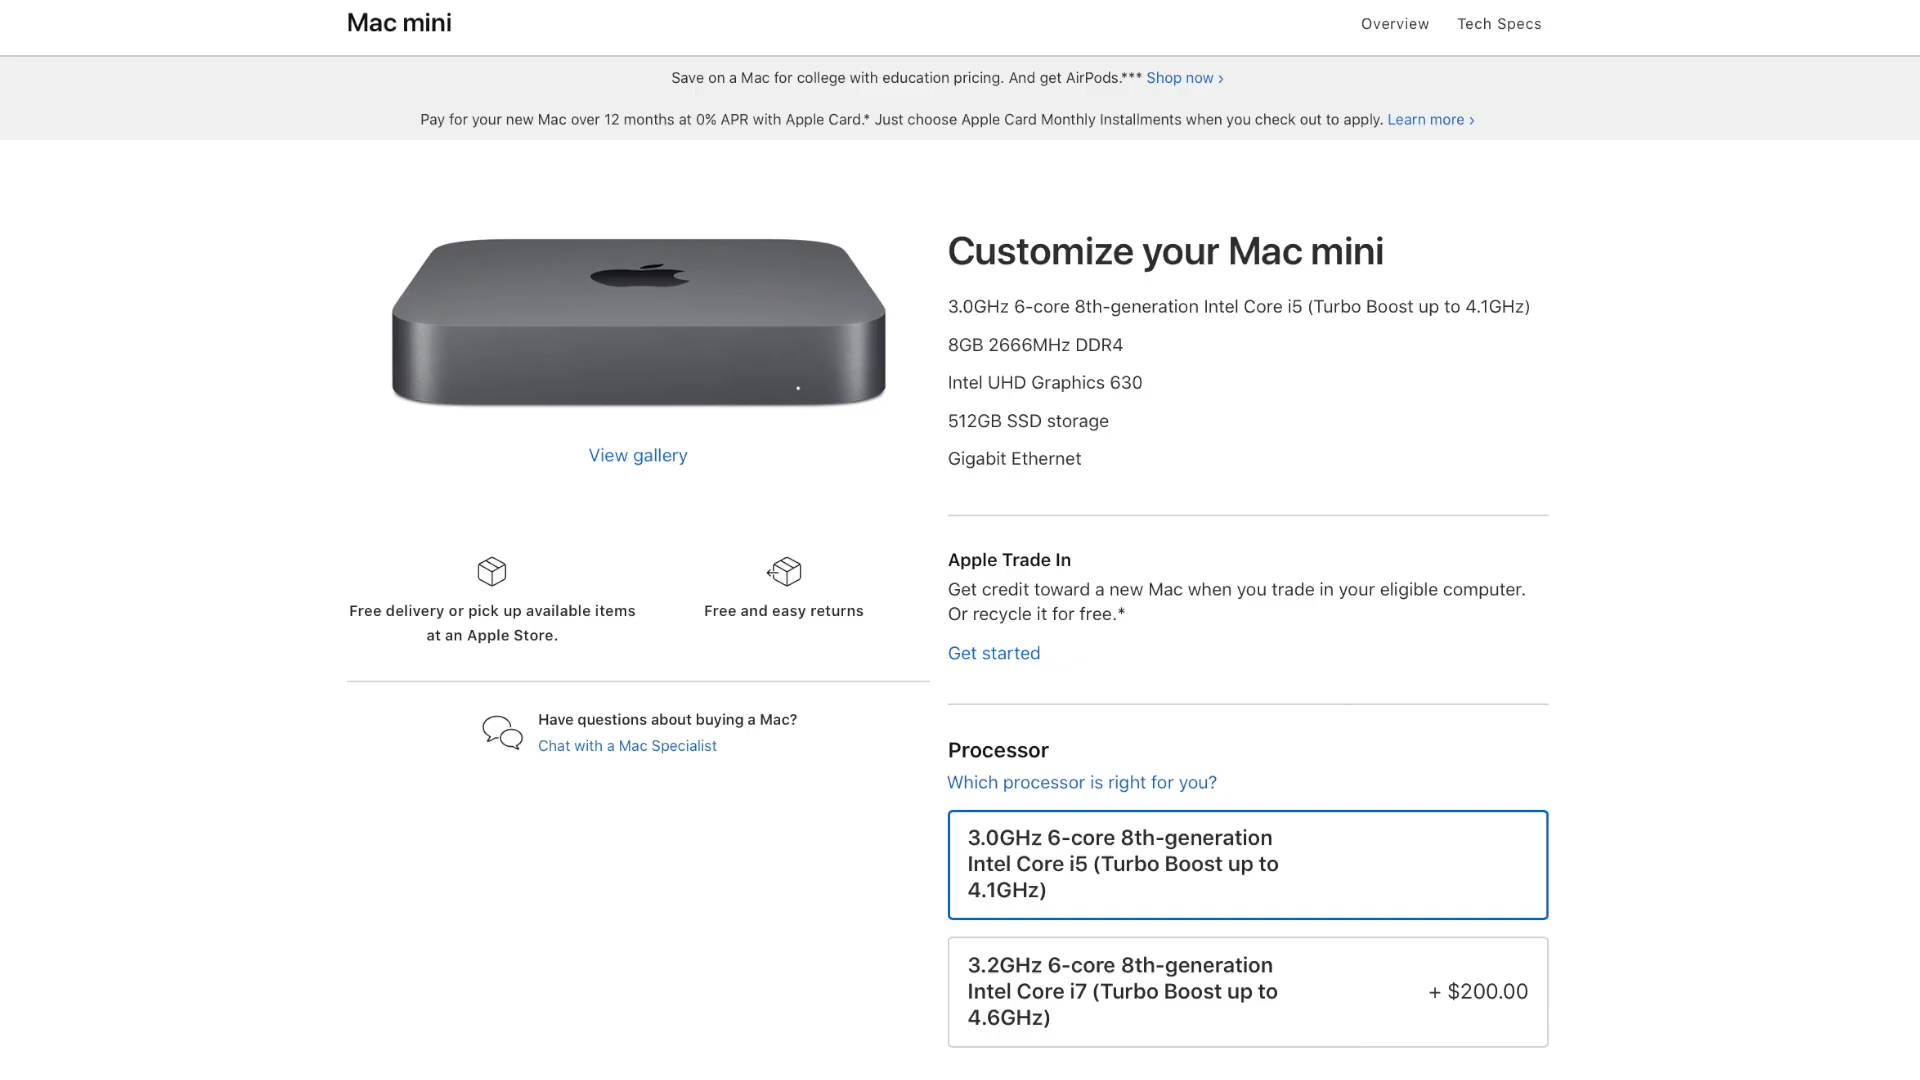 Mac mini
Overview
Tech Specs
Save on a Mac for college with education pricing. And get AirPods.*** Shop now ›
Pay for your new Mac over 12 months at 0% APR with Apple Card.* Just choose Apple Card Monthly Installments when you check out to apply. Learn more ›
View gallery
Free delivery or pick up available items
at an Apple Store.
Free and easy returns
Have questions about buying a Mac?
Chat with a Mac Specialist
Customize your Mac mini
3.0GHz 6-core 8th-generation Intel Core i5 (Turbo Boost up to 4.1GHz)
8GB 2666MHz DDR4
Intel UHD Graphics 630
512GB SSD storage
Gigabit Ethernet
Apple Trade In
Get credit toward a new Mac when you trade in your eligible computer.
Or recycle it for free.*
Get started
Processor
Which processor is right for you?
3.0GHz 6-core 8th-generation
Intel Core i5 (Turbo Boost up to
4.1GHz)
3.2GHz 6-core 8th-generation
Intel Core i7 (Turbo Boost up to
4.6GHz)
+ $200.00